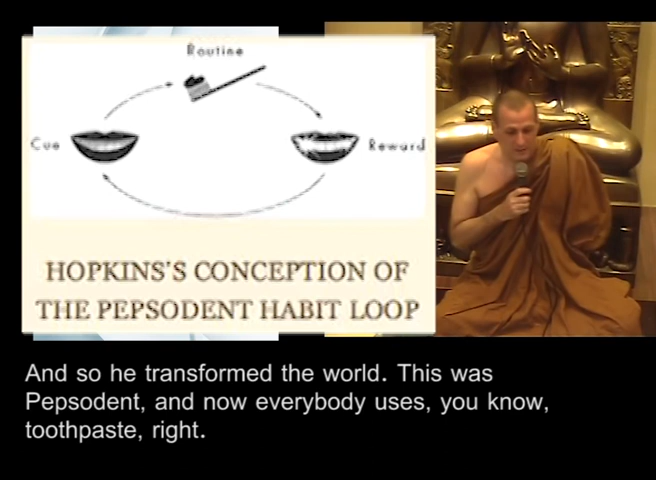 Routine
Cue
Reward
HOPKINS'S CONCEPTION OF
THE PEPSODENT HABIT LOOP
And so he transformed the world. This was
Pepsodent, and now everybody uses, you know,
toothpaste, right.